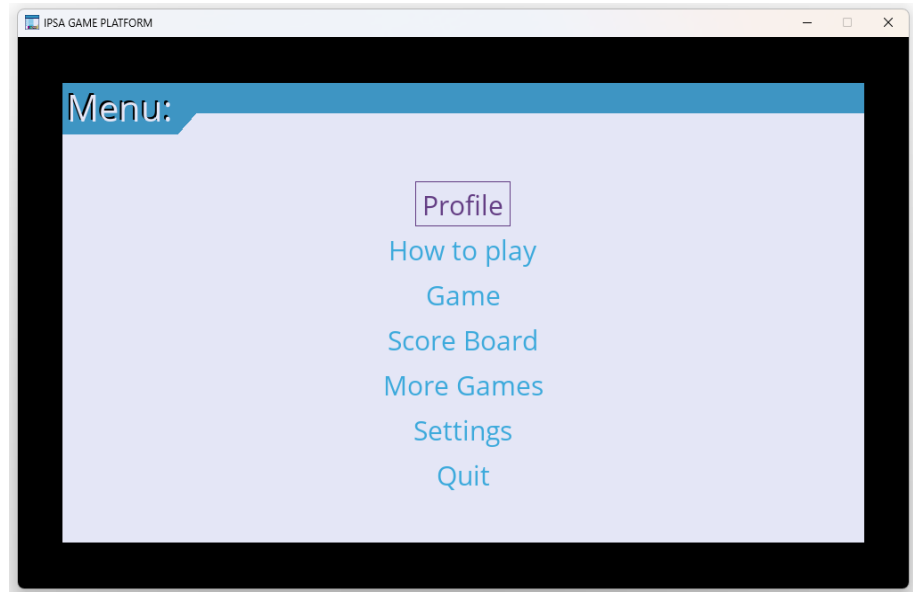 IPSA GAME PLATFORM
Menu:
Profile
How to play
Game
Score Board
More Games
Settings
Quit